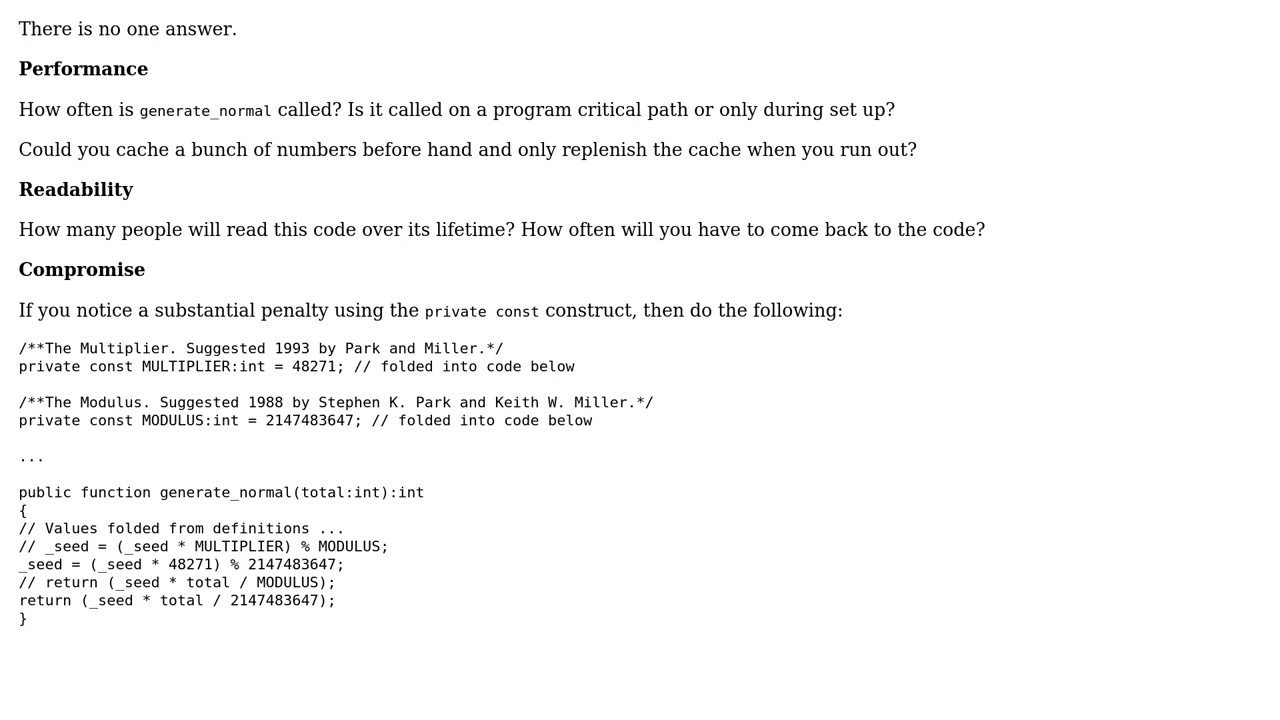 There is no one answer.
Performance
How often is generate_normal called? Is it called on a program critical path or only during set up?
Could you cache a bunch of numbers before hand and only replenish the cache when you run out?
Readability
How many people will read this code over its lifetime? How often will you have to come back to the code?
Compromise
If you notice a substantial penalty using the private const construct, then do the following:
/**The Multiplier. Suggested 1993 by Park and Miller.*/
private const MULTIPLIER:int = 48271; // folded into code below
/**The Modulus. Suggested 1988 by Stephen K. Park and Keith W. Miller.*/
private const MODULUS:int = 2147483647; // folded into code below
...
public function generate_normal(total:int):int
{
// Values folded from definitions ...
// _seed = (_seed * MULTIPLIER) % MODULUS;
_seed = (_seed * 48271) % 2147483647;
// return (_seed * total / MODULUS);
return (_seed * total / 2147483647);
}